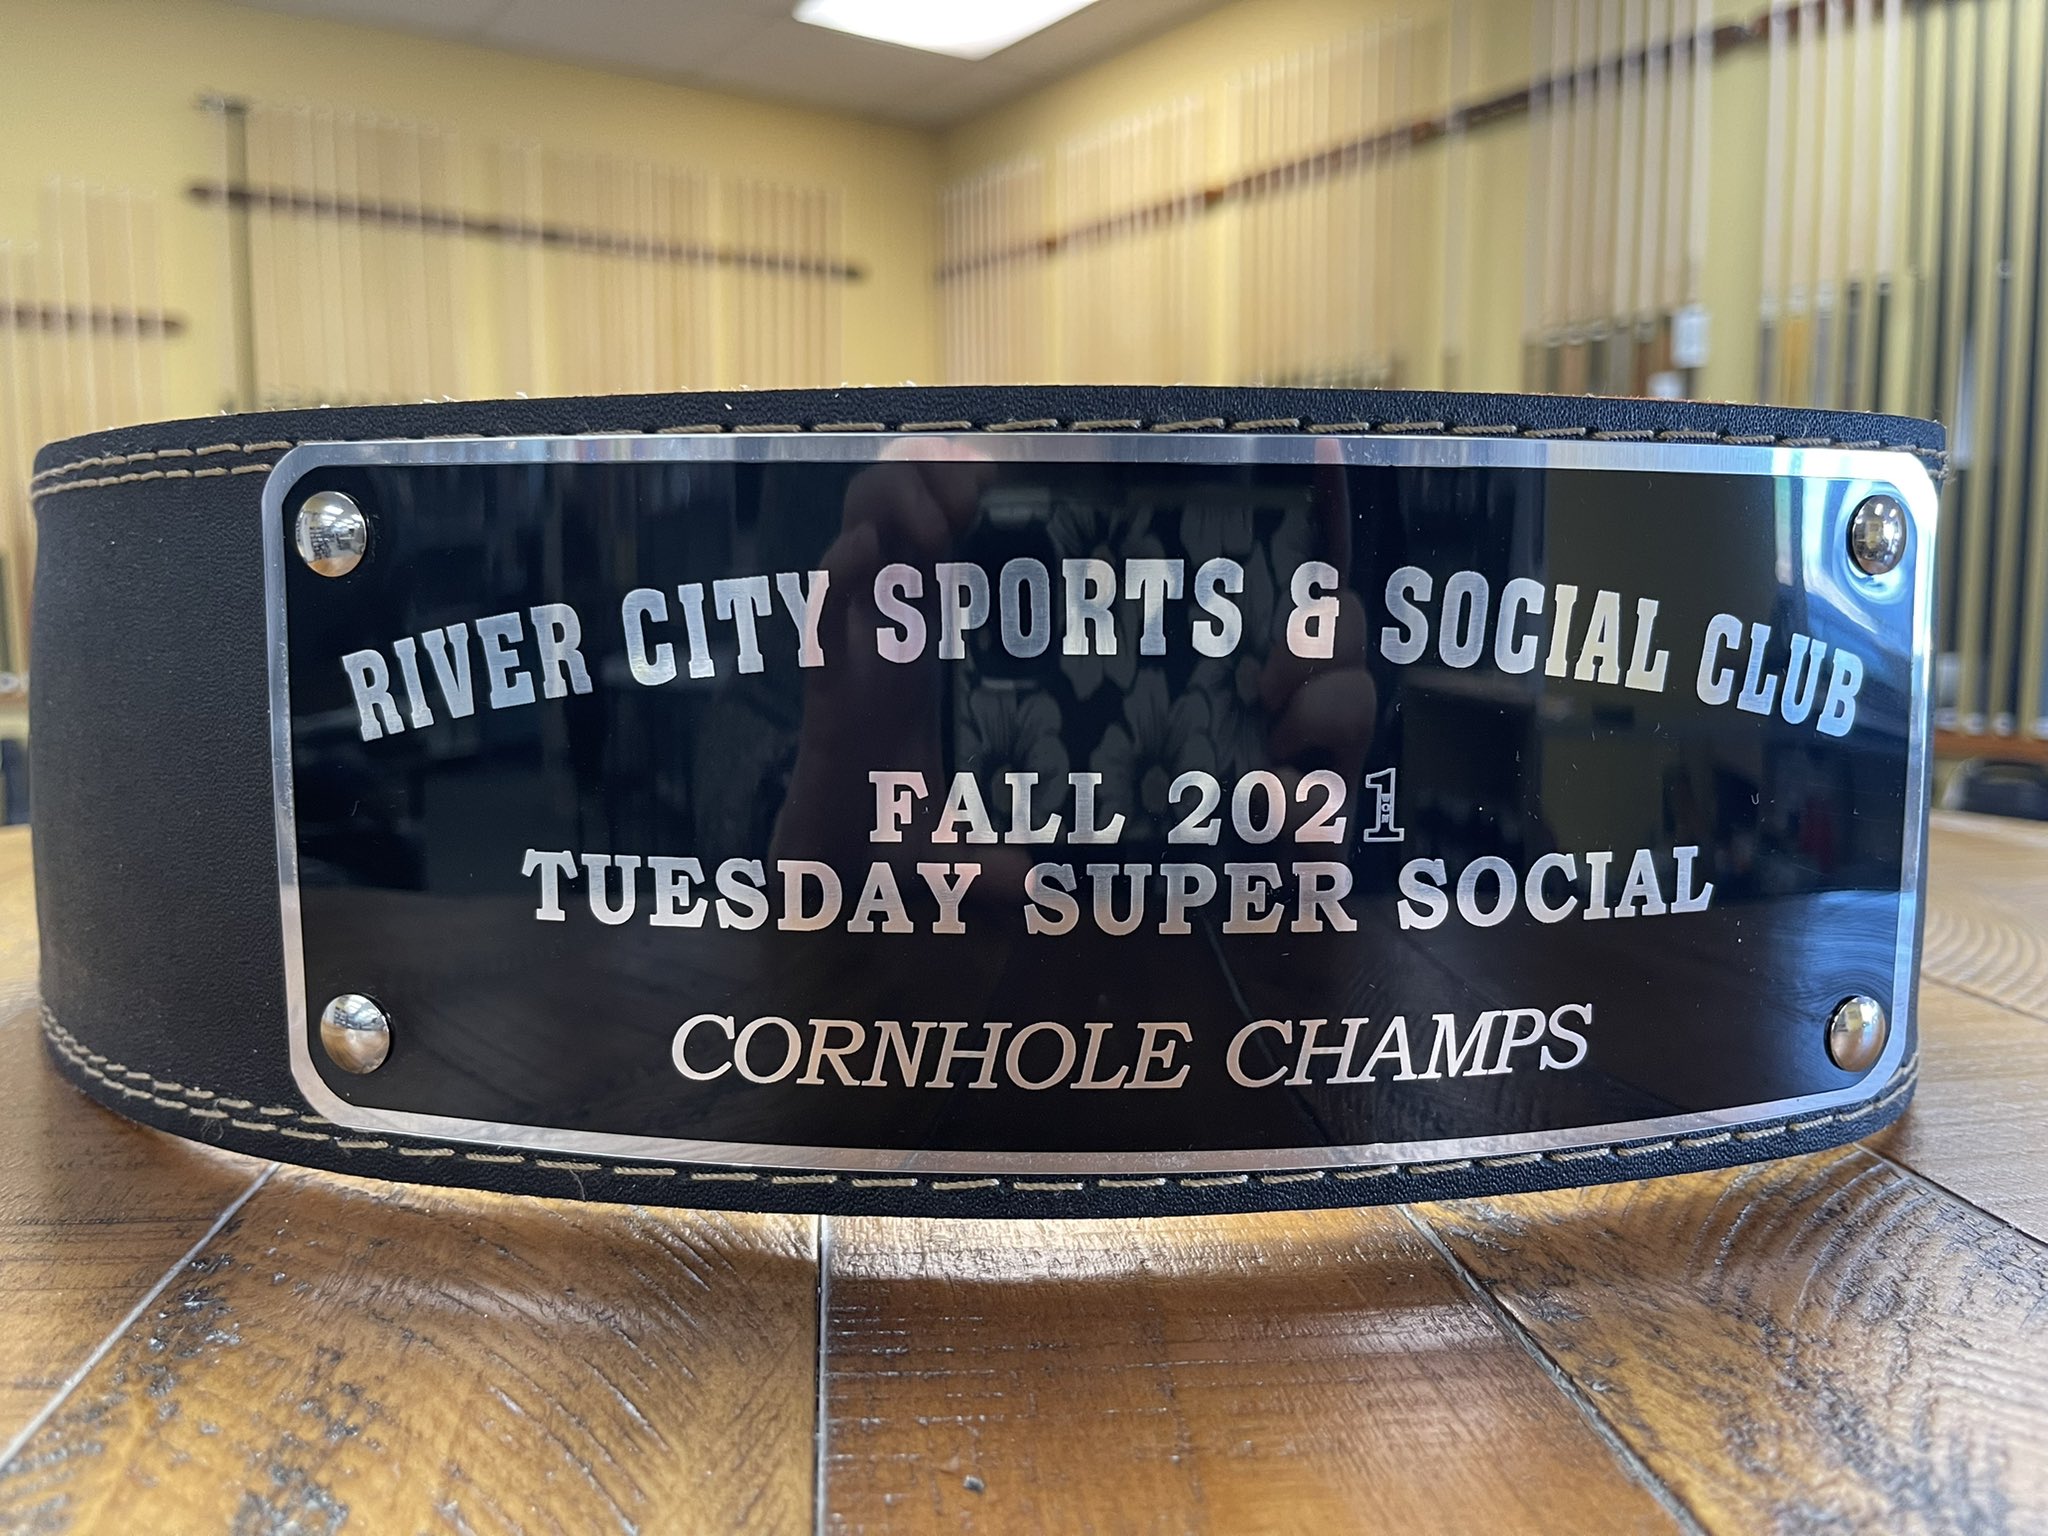 RIVER CITY SPORTS & SOCIAL CLUB
FALL 2021
TUESDAY SUPER SOCIAL
CORNHOLE CHAMPS